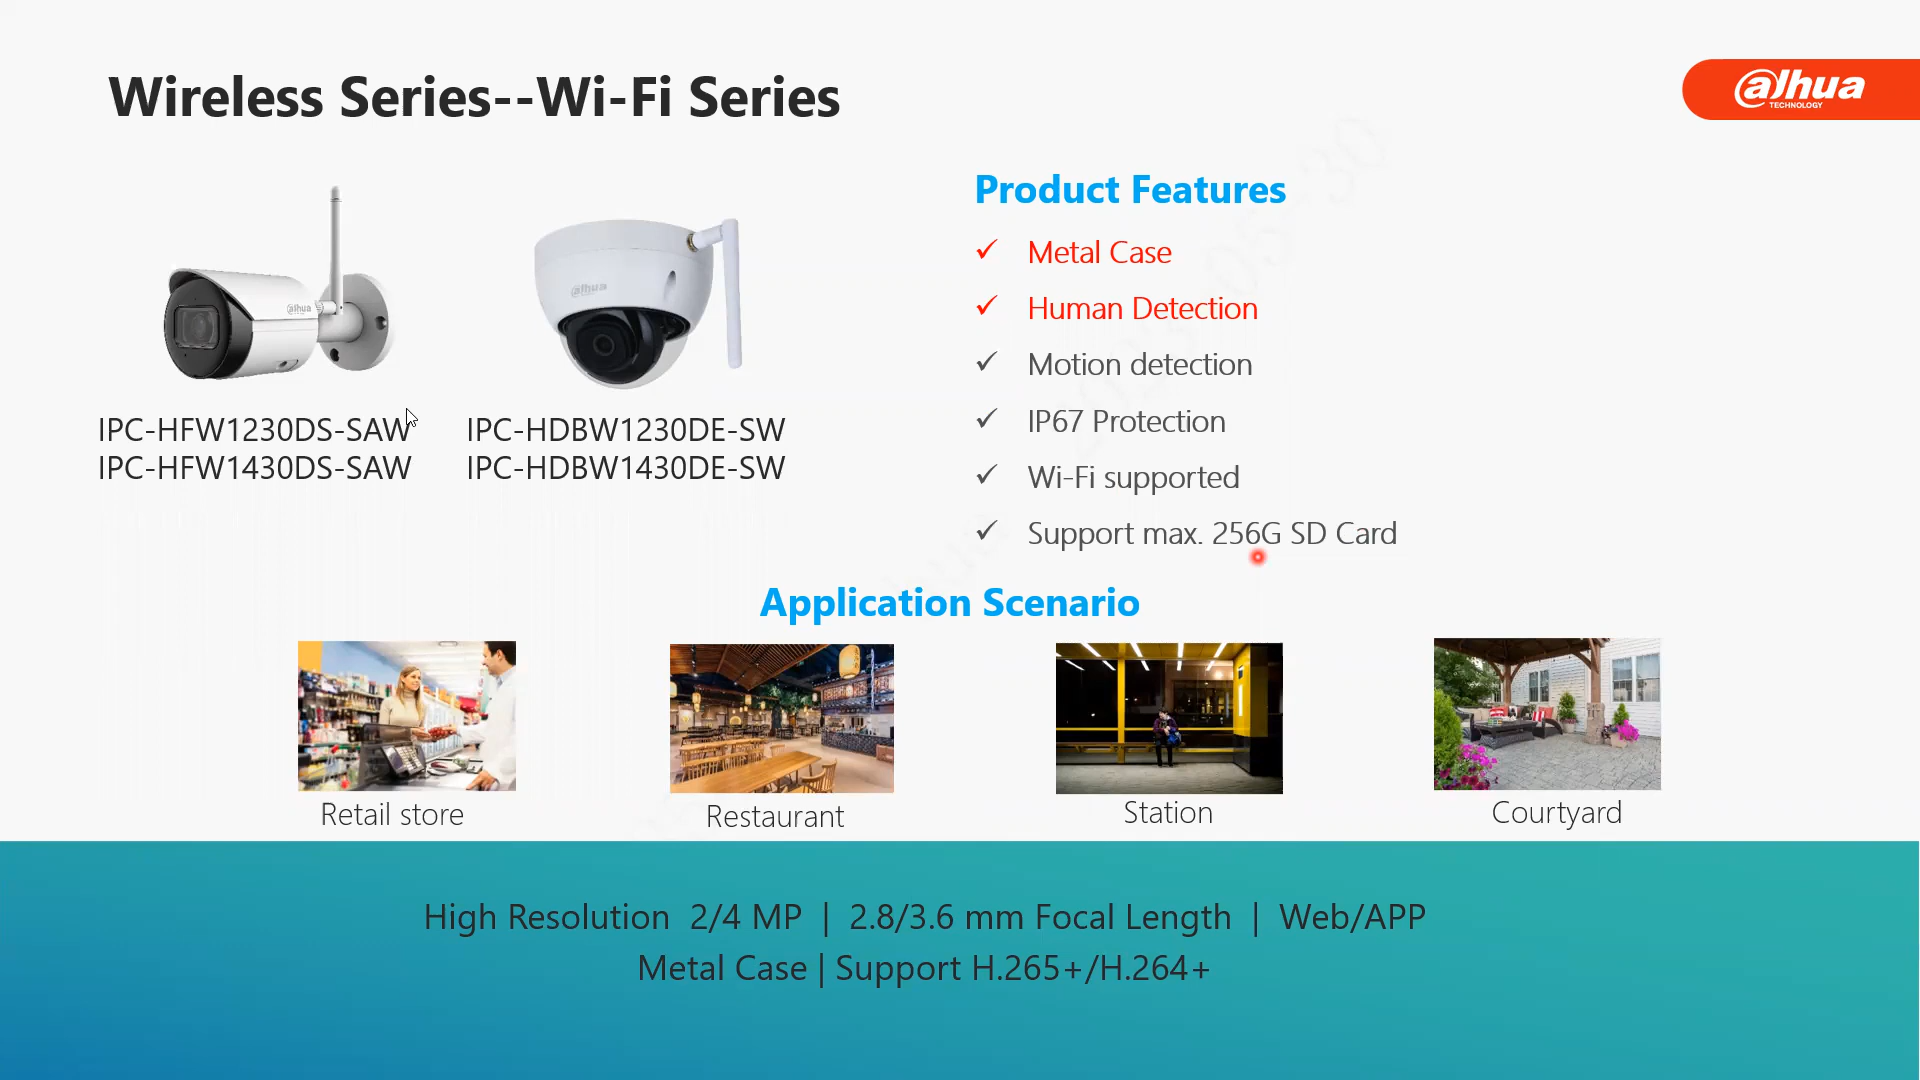 Wireless Series--Wi-Fi Series
alhua
TECHNOLOGY
alhua
alhua
IPC-HFW1230DS-SAW
IPC-HFW1430DS-SAW
IPC-HDBW1230DE-SW
IPC-HDBW1430DE-SW
Product Features
✓ Metal Case
✓ Human Detection
✓ Motion detection
✓ IP67 Protection
✓ Wi-Fi supported
✓ Support max. 256G SD Card
Application Scenario
Retail store
Restaurant
Station
Courtyard
High Resolution 2/4 MP | 2.8/3.6 mm Focal Length | Web/APP
Metal Case | Support H.265+/H.264+